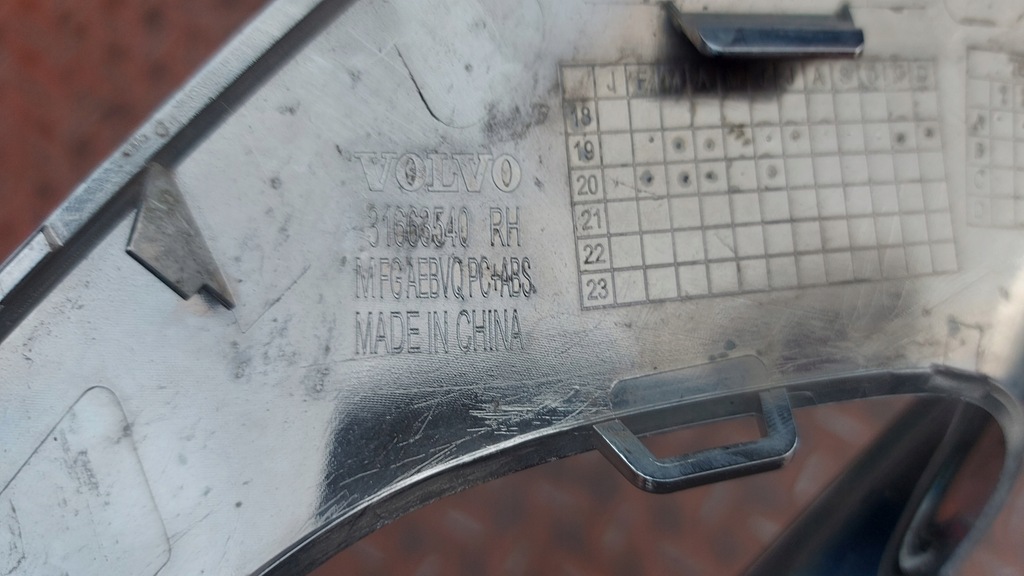 VOLVO
31663540 RH
MFG AEBVQ PC+ABS
MADE IN CHINA
18
19
20
21
22
23